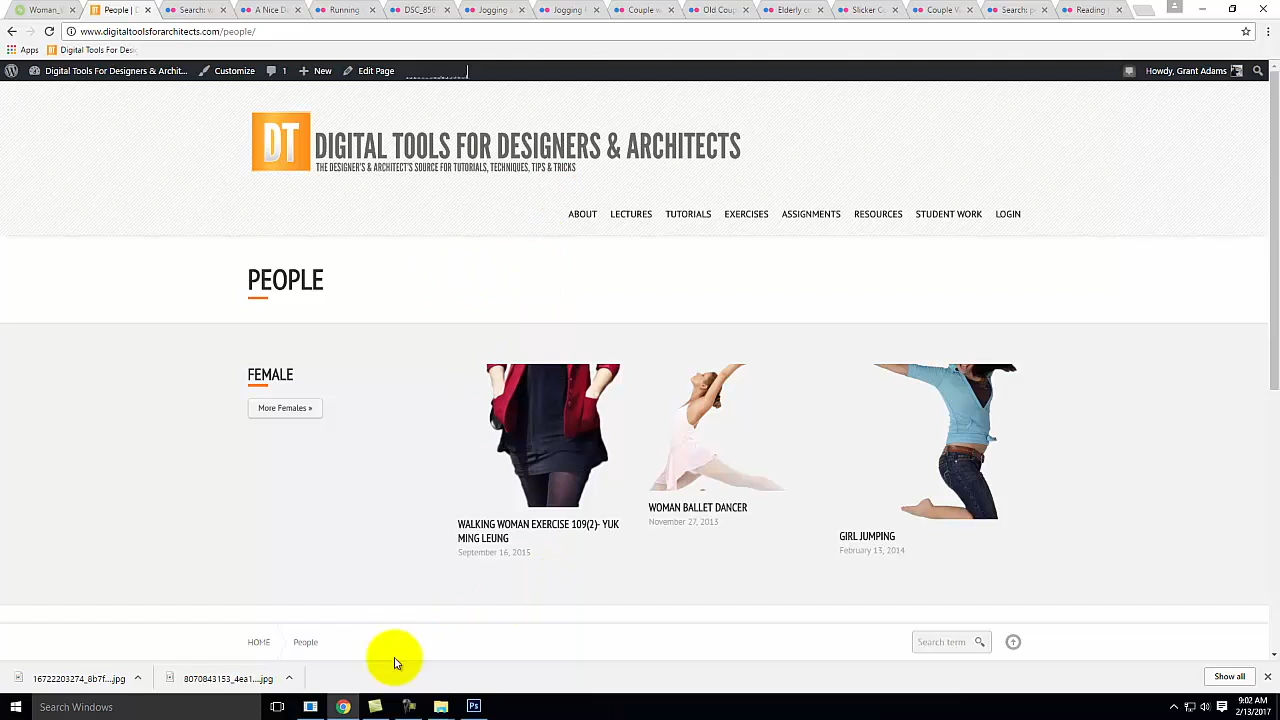 Woman_
People | D
Search: w
A Nice D
Running
DSC_856
Jogging i
Jogging /
Couple w
Old Coup
Elderly co
Slicker Co
Couple W
Search: p
Reading
www.digitaltoolsforarchitects.com/people/
Apps
Digital Tools For Desig
Digital Tools For Designers & Archit...
Customize
1
New
Edit Page
Howdy, Grant Adams
DT
DIGITAL TOOLS FOR DESIGNERS & ARCHITECTS
THE DESIGNER'S & ARCHITECT'S SOURCE FOR TUTORIALS, TECHNIQUES, TIPS & TRICKS
ABOUT LECTURES TUTORIALS EXERCISES ASSIGNMENTS RESOURCES STUDENT WORK LOGIN
PEOPLE
FEMALE
More Females »
WALKING WOMAN EXERCISE 109(2)- YUK
MING LEUNG
September 16, 2015
WOMAN BALLET DANCER
November 27, 2013
GIRL JUMPING
February 13, 2014
HOME
People
Search term
16722203274_8b7f....jpg
8070843153_4ea1....jpg
Show all
Search Windows
Ps
9:02 AM
2/13/2017